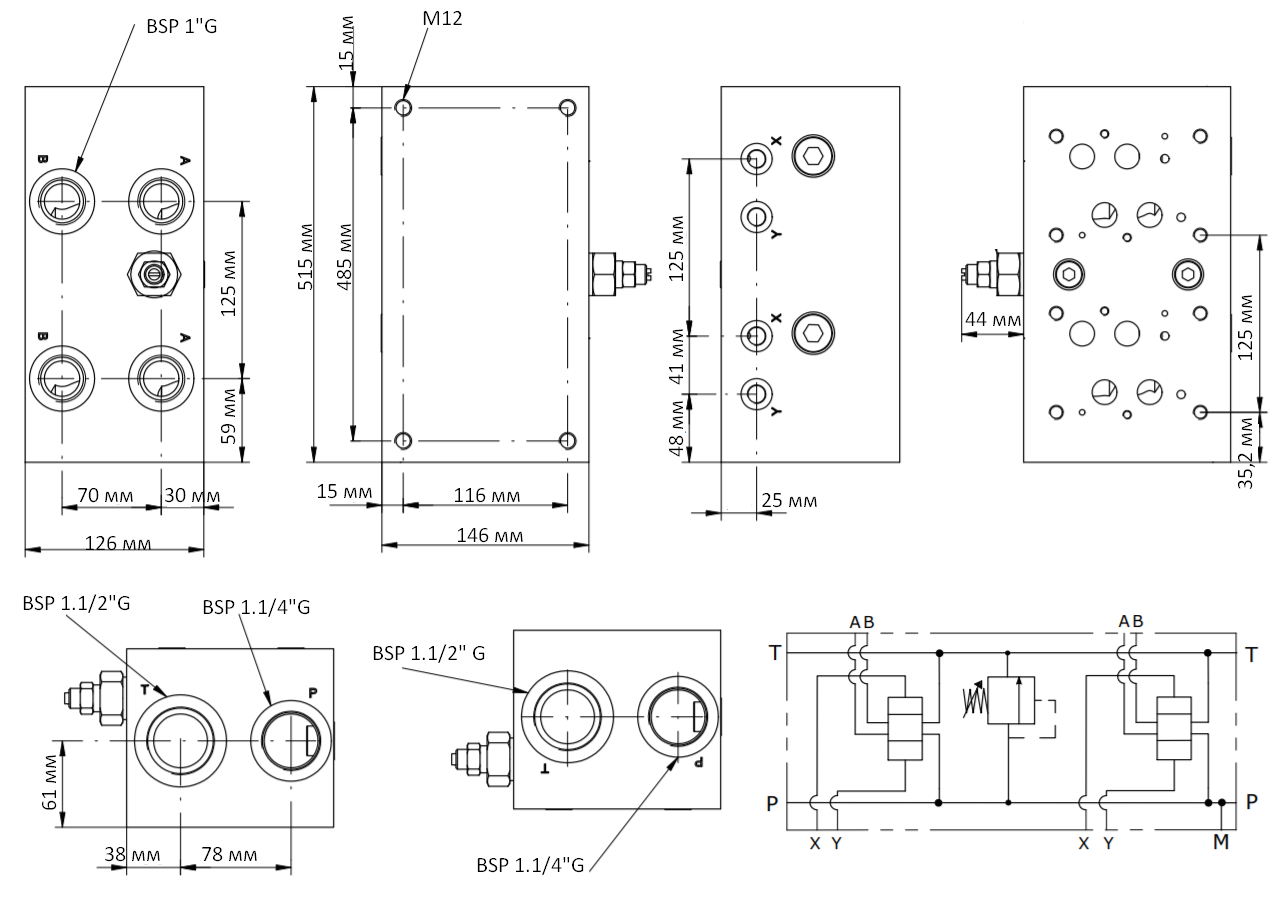 BSP 1"G
B
A
B
A
125 мм
59 мм
70 мм
30 мм
126 мм
M12
15 мм
515 мм
485 мм
15 мм
116 мм
146 мм
X
Y
X
Y
125 мм
41 мм
48 мм
25 мм
44 мм
125 мм
35,2 мм
BSP 1.1/2"G
BSP 1.1/4"G
T
P
61 мм
38 мм
78 мм
BSP 1.1/2" G
T
P
BSP 1.1/4"G
A B
A B
T
T
P
P
X Y
X Y
M